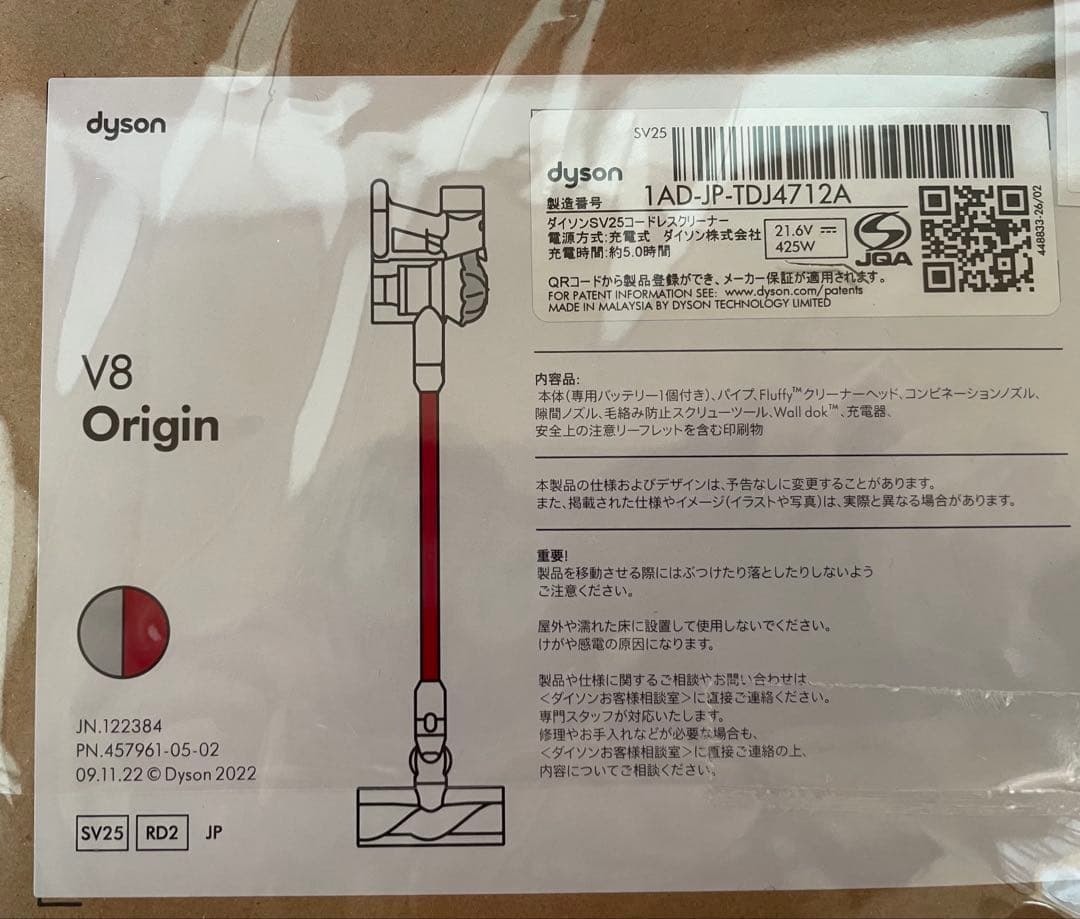 dyson
V8
Origin
JN.122384
PN.457961-05-02
09.11.22 © Dyson 2022
SV25 RD2 JP
SV25
dyson
製造番号 1AD-JP-TDJ4712A
ダイソンSV25コードレスクリーナー
電源方式:充電式 ダイソン株式会社
充電時間:約5.0時間
21.6V ⎓
425W
JQA
448833-26/02
QRコードから製品登録ができ、メーカー保証が適用されます。
FOR PATENT INFORMATION SEE: www.dyson.com/patents
MADE IN MALAYSIA BY DYSON TECHNOLOGY LIMITED
内容品:
本体(専用バッテリー1個付き)、パイプ、Fluffy™クリーナーヘッド、コンビネーションノズル、
隙間ノズル、毛絡み防止スクリューツール、Wall dok™、充電器、
安全上の注意リーフレットを含む印刷物
本製品の仕様およびデザインは、予告なしに変更することがあります。
また、掲載された仕様やイメージ(イラストや写真)は、実際と異なる場合があります。
重要!
製品を移動させる際にはぶつけたり落としたりしないよう
ご注意ください。
屋外や濡れた床に設置して使用しないでください。
けがや感電の原因になります。
製品や仕様に関するご相談やお問い合わせは、
<ダイソンお客様相談室>に直接ご連絡ください。
専門スタッフが対応いたします。
修理やお手入れなどが必要な場合も、
<ダイソンお客様相談室>に直接ご連絡の上、
内容についてご相談ください。